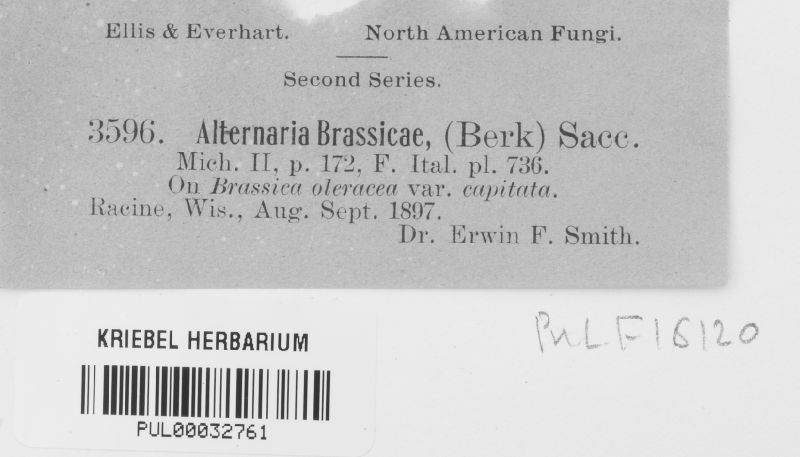 Ellis & Everhart. North American Fungi.
Second Series.
3596. Alternaria Brassicae, (Berk) Sacc.
Mich. II, p. 172, F. Ital. pl. 736.
On Brassica oleracea var. capitata.
Racine, Wis., Aug. Sept. 1897.
Dr. Erwin F. Smith.
KRIEBEL HERBARIUM
PUL00032761
PUL F16120